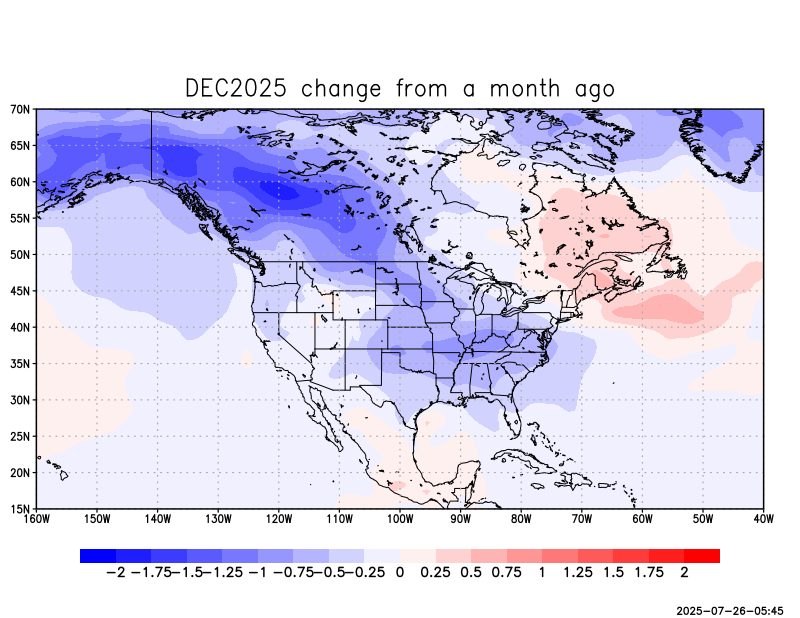 DEC2025 change from a month ago
70N
65N
60N
55N
50N
45N
40N
35N
30N
25N
20N
15N
160W 150W 140W 130W 120W 110W 100W 90W 80W 70W 60W 50W 40W
−2 −1.75 −1.5 −1.25 −1 −0.75 −0.5 −0.25 0 0.25 0.5 0.75 1 1.25 1.5 1.75 2
2025-07-26-05:45